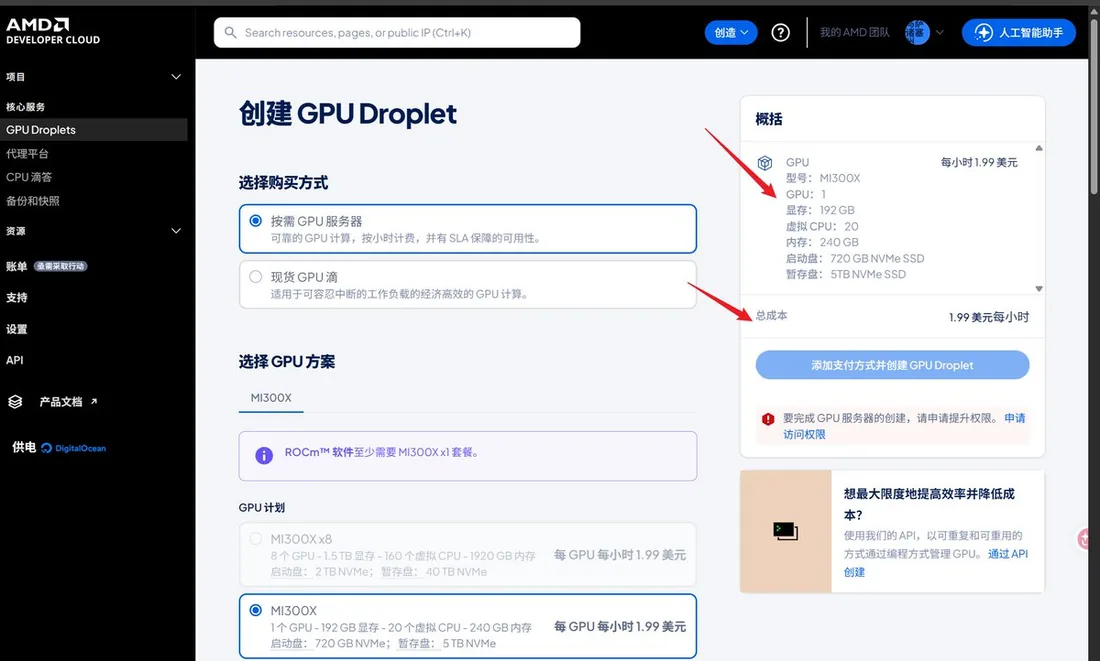 AMD
DEVELOPER CLOUD
Search resources, pages, or public IP (Ctrl+K)
创造
我的 AMD 团队
人工智能助手
项目
核心服务
GPU Droplets
代理平台
CPU 滴答
备份和快照
资源
账单 亟需采取行动
支持
设置
API
产品文档
供电 DigitalOcean
创建 GPU Droplet
选择购买方式
按需 GPU 服务器
可靠的 GPU 计算，按小时计费，并有 SLA 保障的可用性。
现货 GPU 滴
适用于可容忍中断的工作负载的经济高效的 GPU 计算。
选择 GPU 方案
MI300X
ROCm™ 软件至少需要 MI300X x1 套餐。
GPU 计划
MI300X x8
8 个 GPU - 1.5 TB 显存 - 160 个虚拟 CPU - 1920 GB 内存
启动盘： 2 TB NVMe； 暂存盘： 40 TB NVMe
每 GPU 每小时 1.99 美元
MI300X
1 个 GPU - 192 GB 显存 - 20 个虚拟 CPU - 240 GB 内存
启动盘： 720 GB NVMe； 暂存盘： 5 TB NVMe
每 GPU 每小时 1.99 美元
概括
GPU 每小时 1.99 美元
型号： MI300X
GPU： 1
显存： 192 GB
虚拟 CPU： 20
内存： 240 GB
启动盘： 720 GB NVMe SSD
暂存盘： 5TB NVMe SSD
总成本 1.99 美元每小时
添加支付方式并创建 GPU Droplet
要完成 GPU 服务器的创建，请申请提升权限。 申请
访问权限
想最大限度地提高效率并降低成
本？
使用我们的 API，以可重复和可重用的
方式通过编程方式管理 GPU。 通过 API
创建